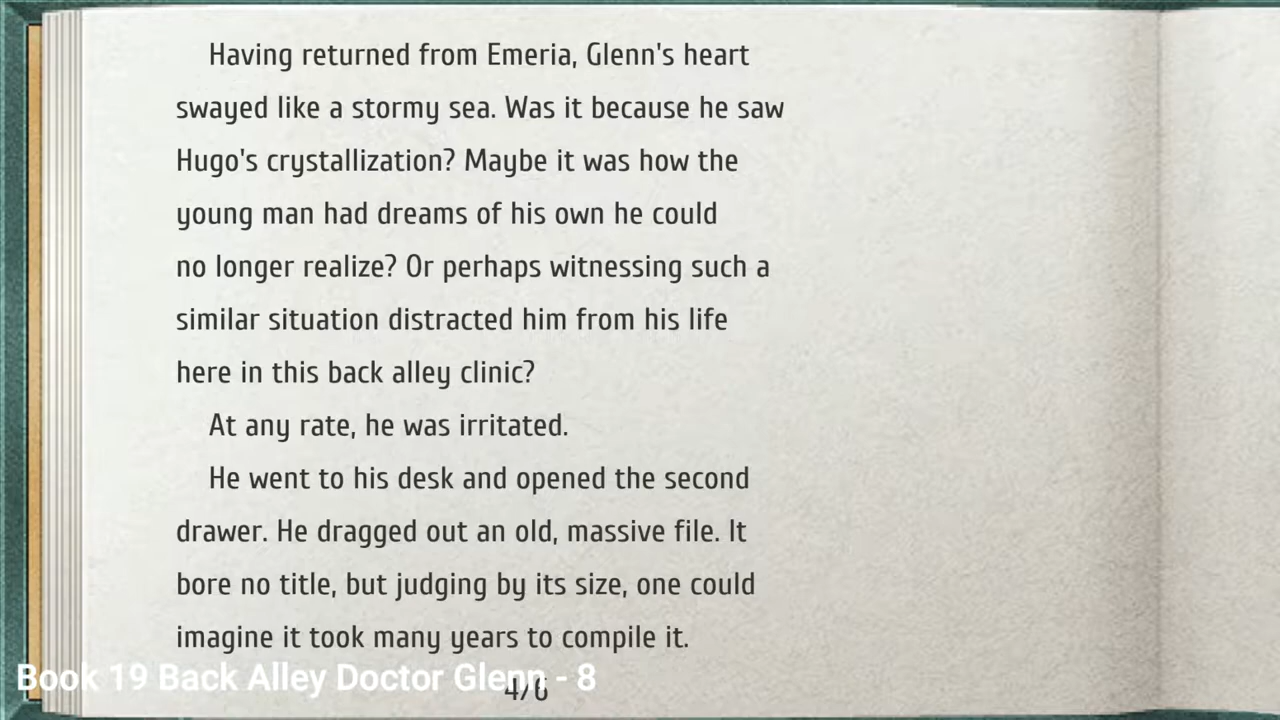 Having returned from Emeria, Glenn's heart
swayed like a stormy sea. Was it because he saw
Hugo's crystallization? Maybe it was how the
young man had dreams of his own he could
no longer realize? Or perhaps witnessing such a
similar situation distracted him from his life
here in this back alley clinic?
At any rate, he was irritated.
He went to his desk and opened the second
drawer. He dragged out an old, massive file. It
bore no title, but judging by its size, one could
imagine it took many years to compile it.
Book 19 Back Alley Doctor Glenn - 8
4/6